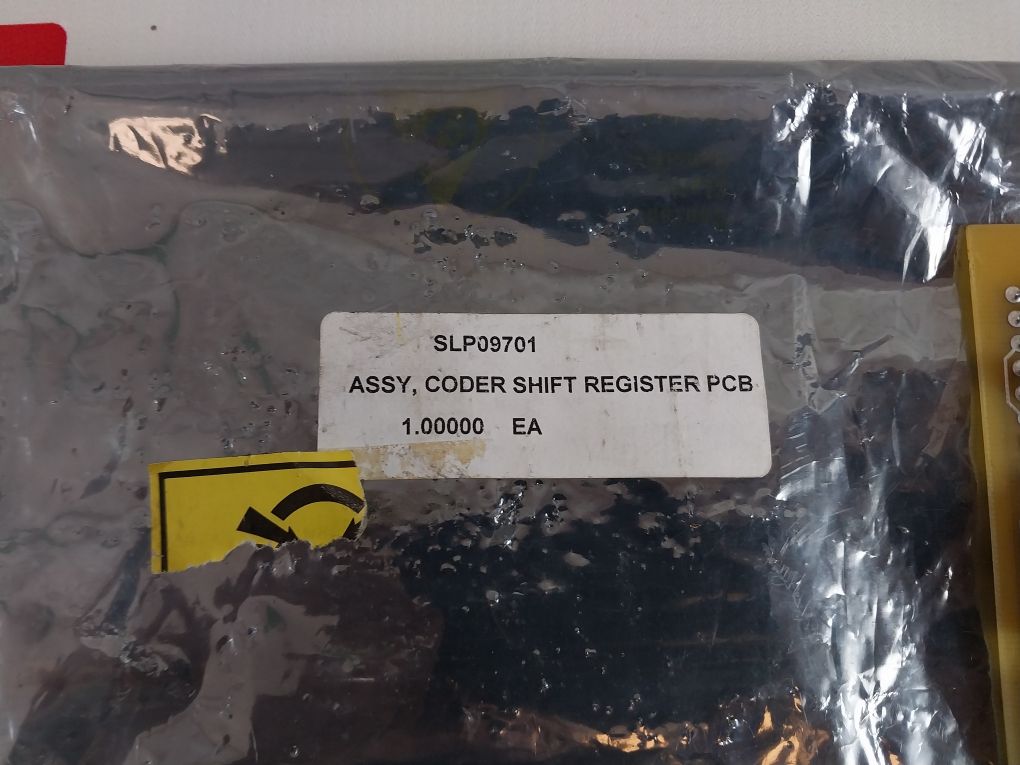 SLP09701
ASSY, CODER SHIFT REGISTER PCB
1.00000 EA